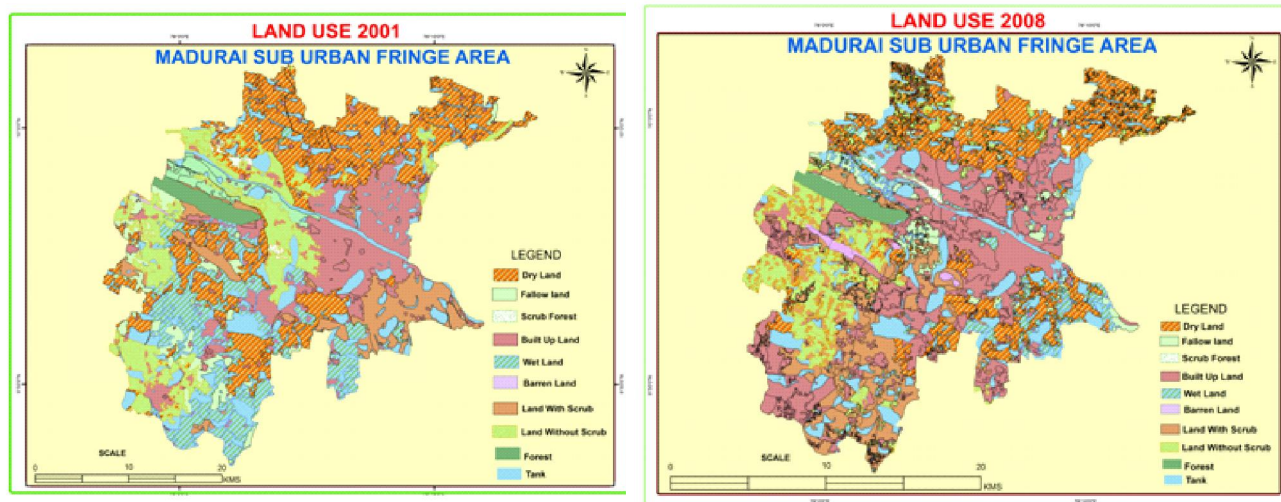 LAND USE 2001
MADURAI SUB URBAN FRINGE AREA
N
LEGEND
Dry Land
Fallow land
Scrub Forest
Built Up Land
Wet Land
Barren Land
Land With Scrub
Land Without Scrub
Forest
Tank
SCALE
0 10 20
KMS
LAND USE 2008
MADURAI SUB URBAN FRINGE AREA
N
LEGEND
Dry Land
Fallow land
Scrub Forest
Built Up Land
Wet Land
Barren Land
Land With Scrub
Land Without Scrub
Forest
Tank
SCALE
0 10 20
KMS